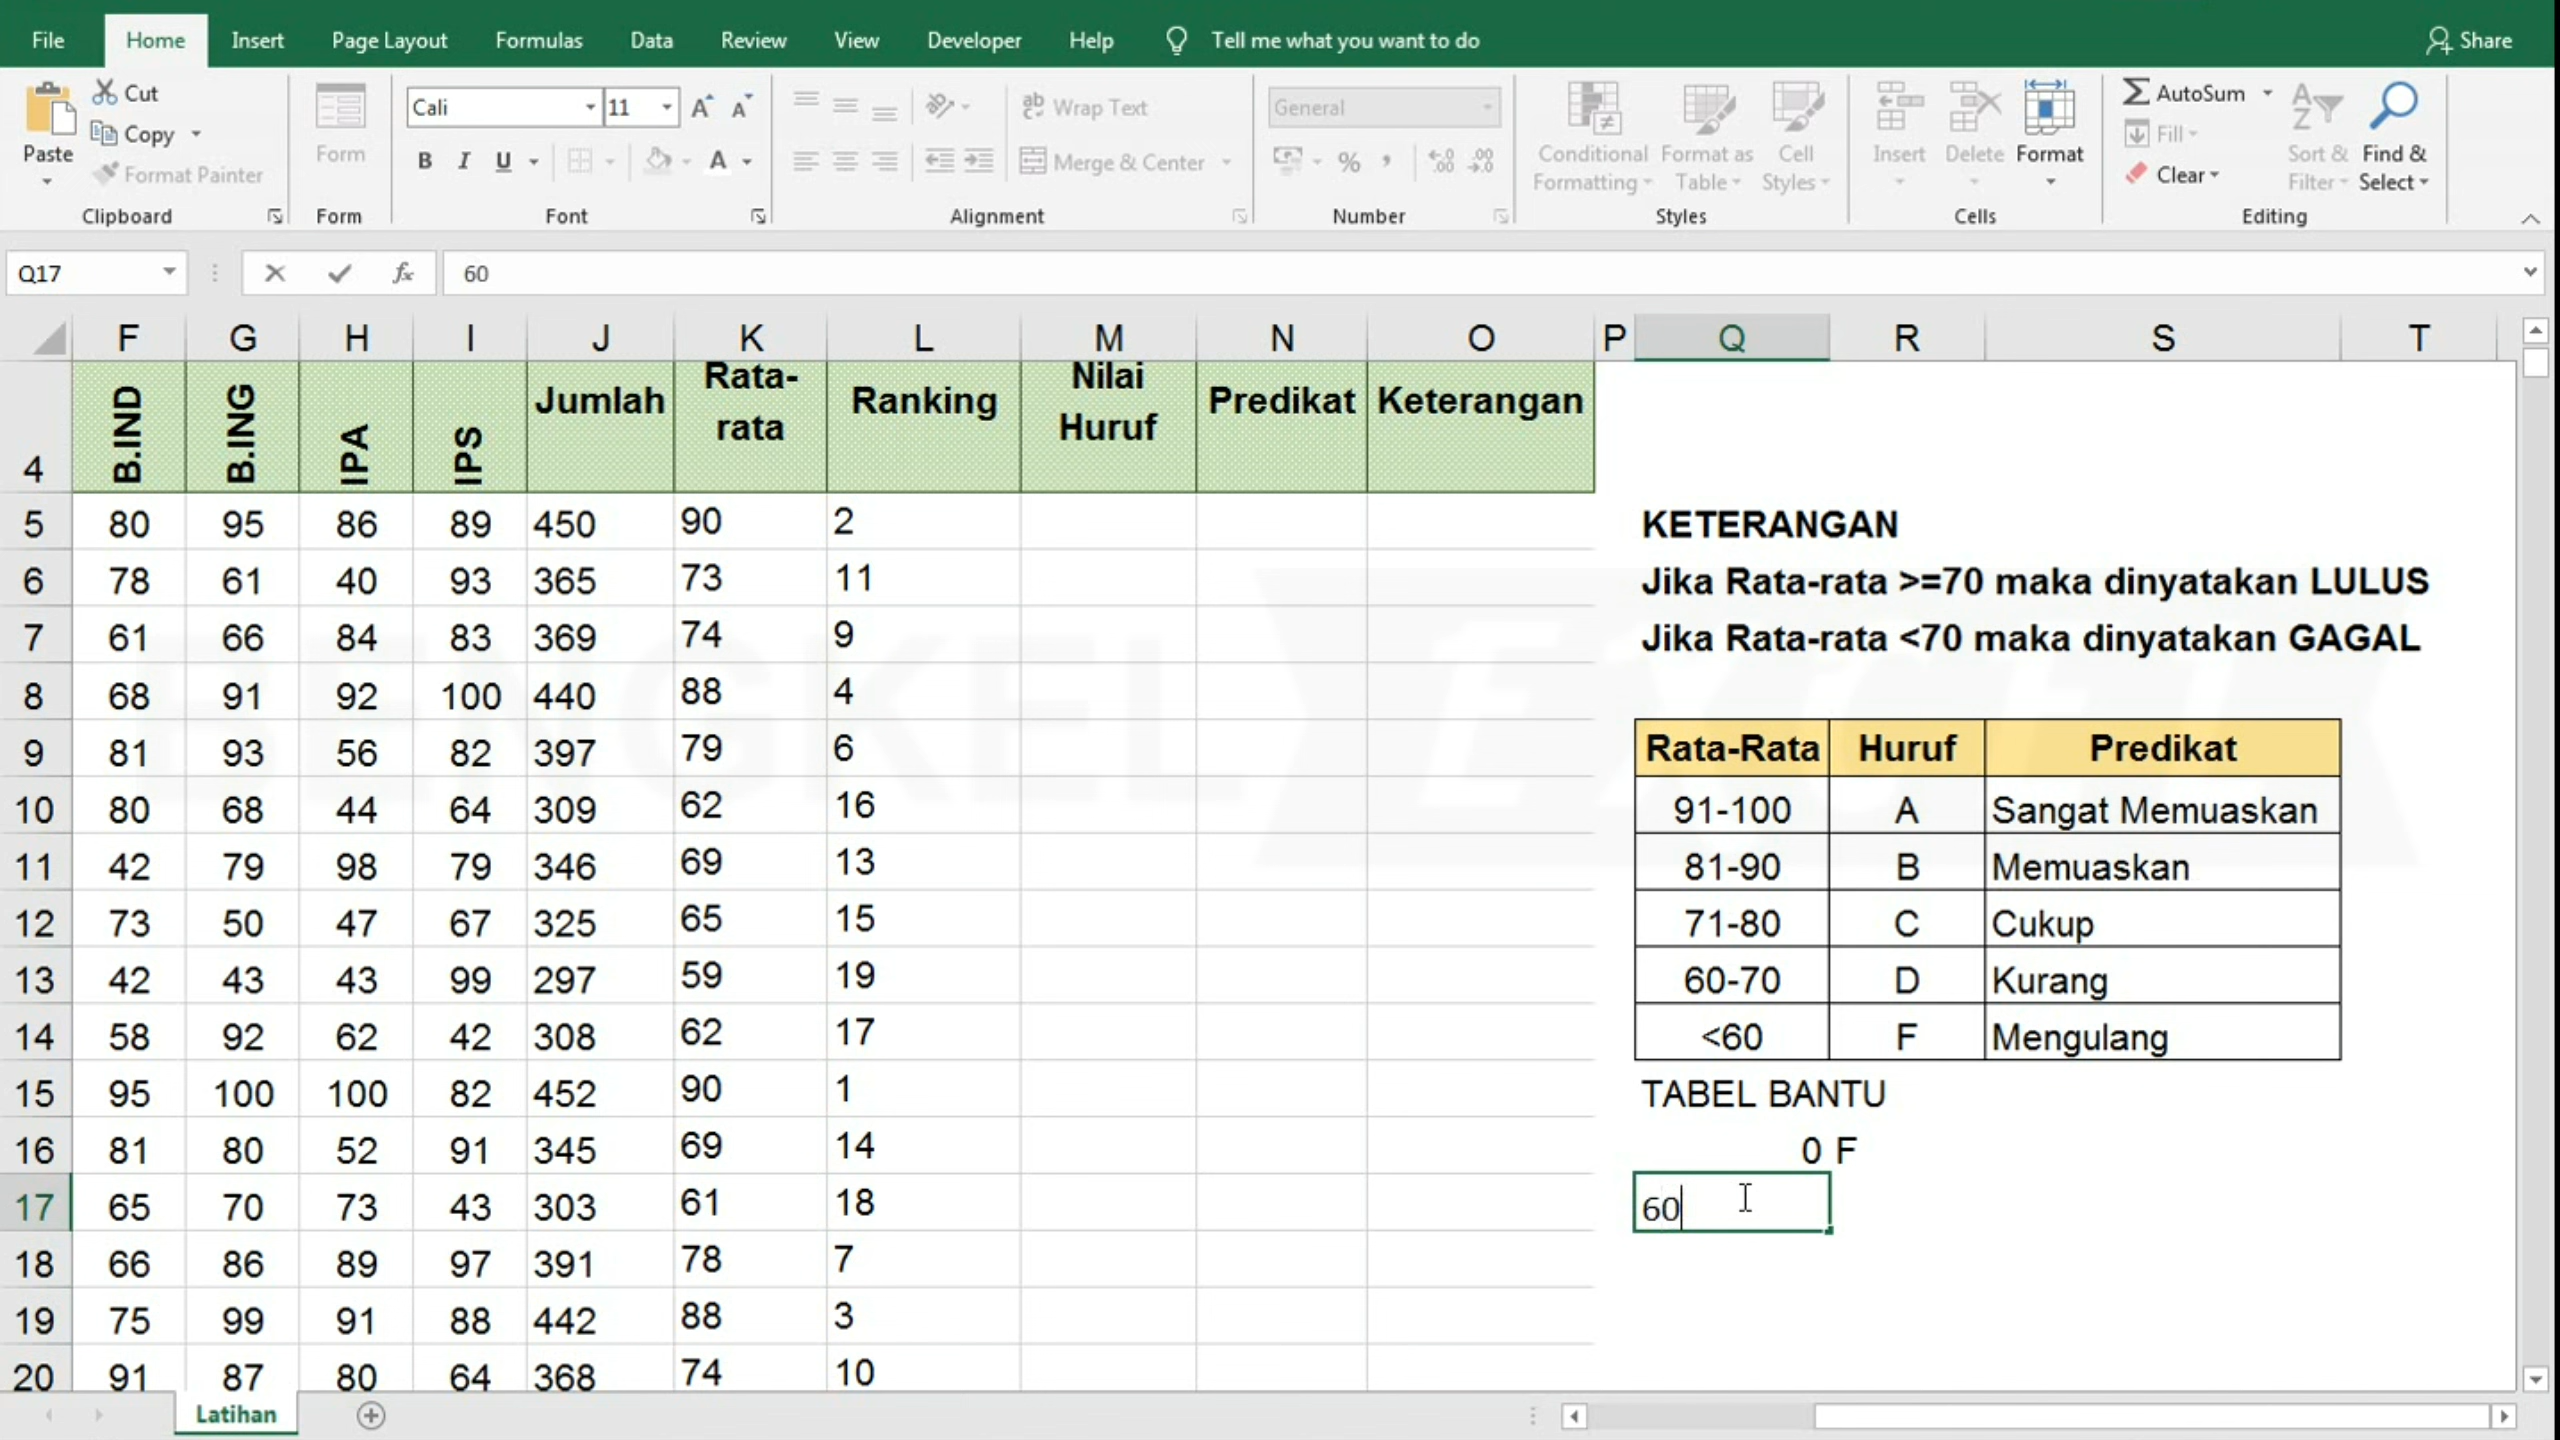 File Home Insert Page Layout Formulas Data Review View Developer Help Tell me what you want to do Share
Cut
Copy
Format Painter
Paste
Clipboard
Form
Form
Cali 11
B I U A
Font
Wrap Text
Merge & Center
Alignment
General
%
Number
Conditional Formatting
Format as Table
Cell Styles
Styles
Insert Delete Format
Cells
AutoSum
Fill
Clear
Sort & Filter
Find & Select
Editing
Q17 fx 60
F G H I J K L M N O P Q R S T
4 B.IND B.ING IPA IPS Jumlah Rata-rata Ranking Nilai Huruf Predikat Keterangan
5 80 95 86 89 450 90 2 KETERANGAN
6 78 61 40 93 365 73 11 Jika Rata-rata >=70 maka dinyatakan LULUS
7 61 66 84 83 369 74 9 Jika Rata-rata <70 maka dinyatakan GAGAL
8 68 91 92 100 440 88 4
9 81 93 56 82 397 79 6 Rata-Rata Huruf Predikat
10 80 68 44 64 309 62 16 91-100 A Sangat Memuaskan
11 42 79 98 79 346 69 13 81-90 B Memuaskan
12 73 50 47 67 325 65 15 71-80 C Cukup
13 42 43 43 99 297 59 19 60-70 D Kurang
14 58 92 62 42 308 62 17 <60 F Mengulang
15 95 100 100 82 452 90 1 TABEL BANTU
16 81 80 52 91 345 69 14 0 F
17 65 70 73 43 303 61 18 60
18 66 86 89 97 391 78 7
19 75 99 91 88 442 88 3
20 91 87 80 64 368 74 10
BENGKEL EXCEL
Latihan